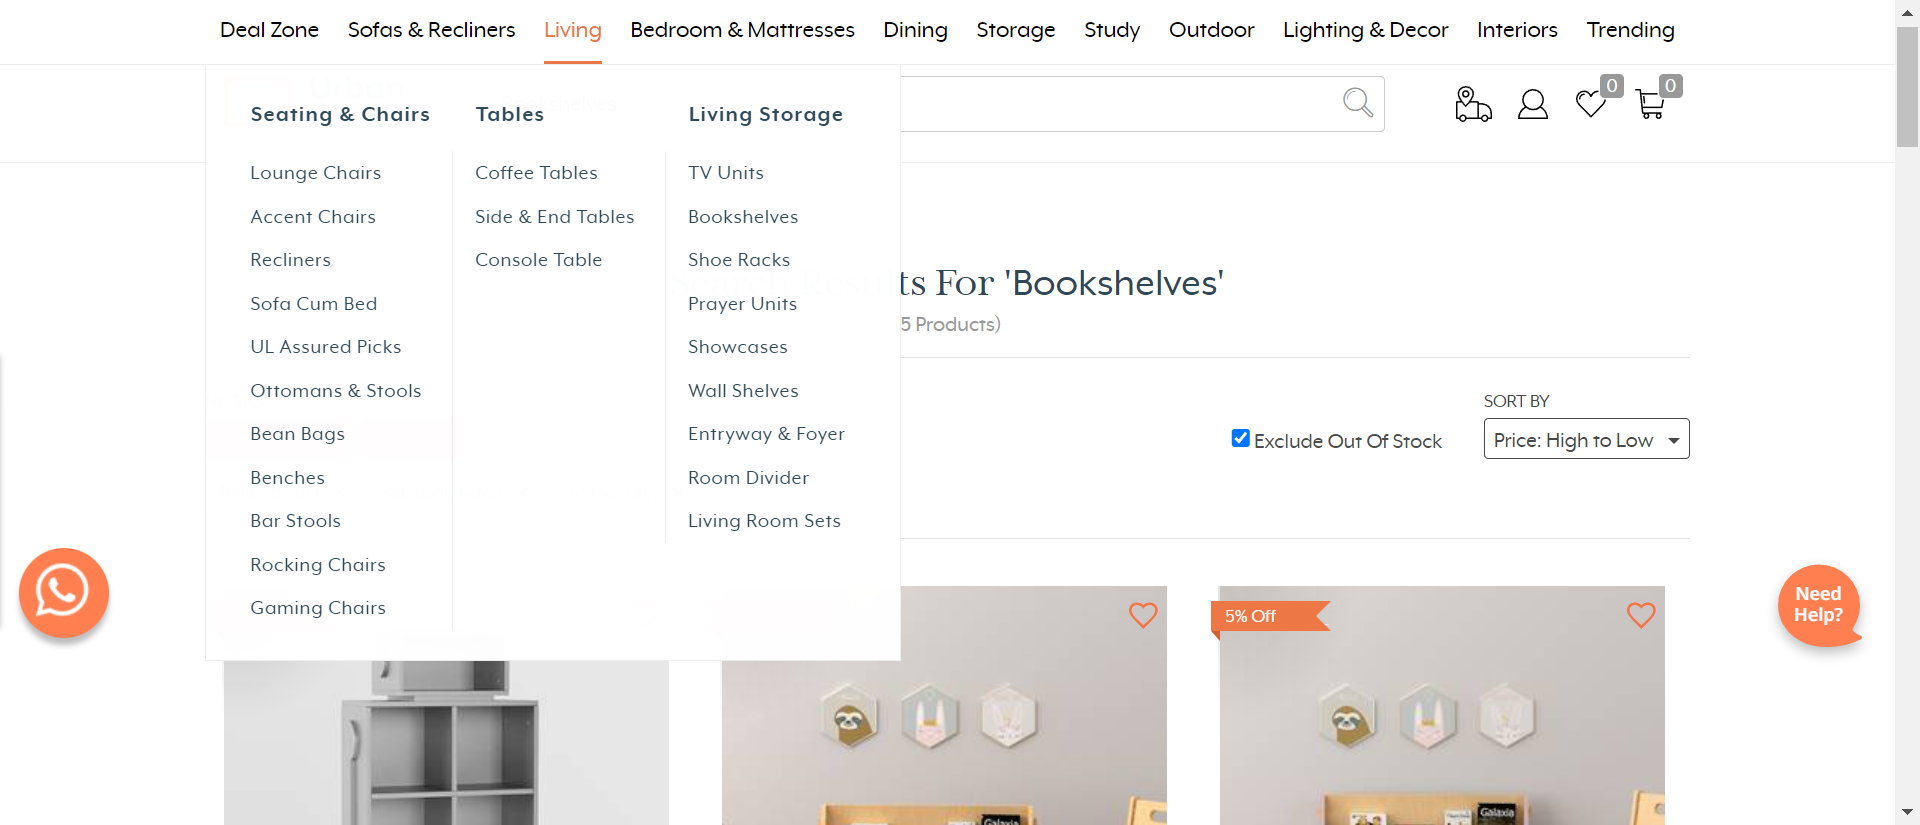 Deal Zone Sofas & Recliners Living Bedroom & Mattresses Dining Storage Study Outdoor Lighting & Decor Interiors Trending
0 0
Seating & Chairs
Lounge Chairs
Accent Chairs
Recliners
Sofa Cum Bed
UL Assured Picks
Ottomans & Stools
Bean Bags
Benches
Bar Stools
Rocking Chairs
Gaming Chairs
Tables
Coffee Tables
Side & End Tables
Console Table
Living Storage
TV Units
Bookshelves
Shoe Racks
Prayer Units
Showcases
Wall Shelves
Entryway & Foyer
Room Divider
Living Room Sets
ts For 'Bookshelves'
5 Products)
SORT BY
Exclude Out Of Stock
Price: High to Low
5% Off
Need
Help?
Galaxia
Galaxia